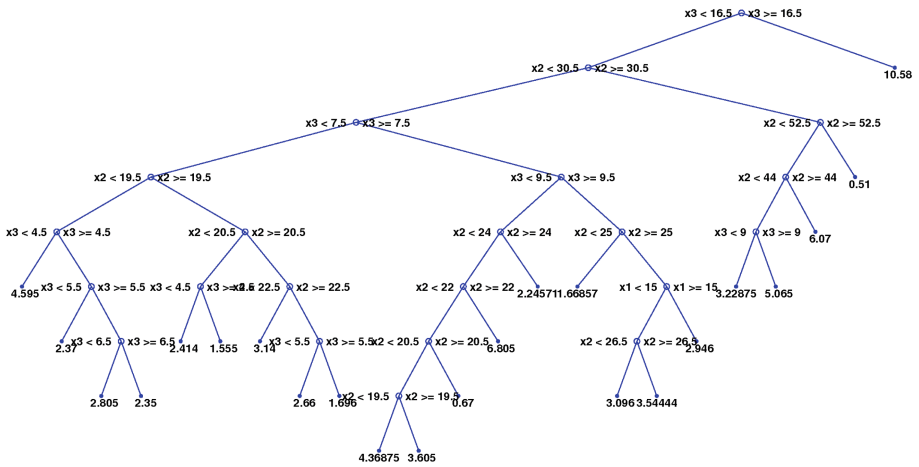 x3 < 16.5 x3 >= 16.5
x2 < 30.5 x2 >= 30.5 10.58
x3 < 7.5 x3 >= 7.5 x2 < 52.5 x2 >= 52.5
x2 < 19.5 x2 >= 19.5 x3 < 9.5 x3 >= 9.5 x2 < 44 x2 >= 44 0.51
x3 < 4.5 x3 >= 4.5 x2 < 20.5 x2 >= 20.5 x2 < 24 x2 >= 24 x2 < 25 x2 >= 25 x3 < 9 x3 >= 9 6.07
4.595 x3 < 5.5 x3 >= 5.5 x3 < 4.5 x3 >= 4.5 x2 < 22.5 x2 >= 22.5 x2 < 22 x2 >= 22 2.24571 1.66857 x1 < 15 x1 >= 15 3.22875 5.065
2.37 x3 < 6.5 x3 >= 6.5 2.414 1.555 3.14 x3 < 5.5 x3 >= 5.5 x2 < 20.5 x2 >= 20.5 6.805 x2 < 26.5 x2 >= 26.5 2.946
2.805 2.35 2.66 1.696 x2 < 19.5 x2 >= 19.5 0.67 3.096 3.54444
4.36875 3.605